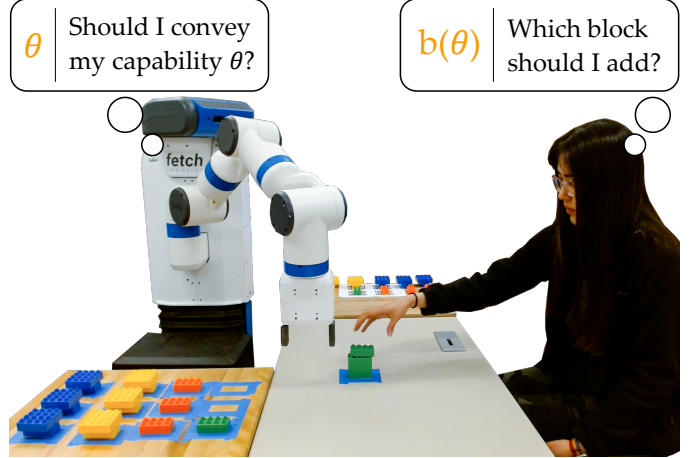 θ
Should I convey
my capability θ?
b(θ)
Which block
should I add?
fetch